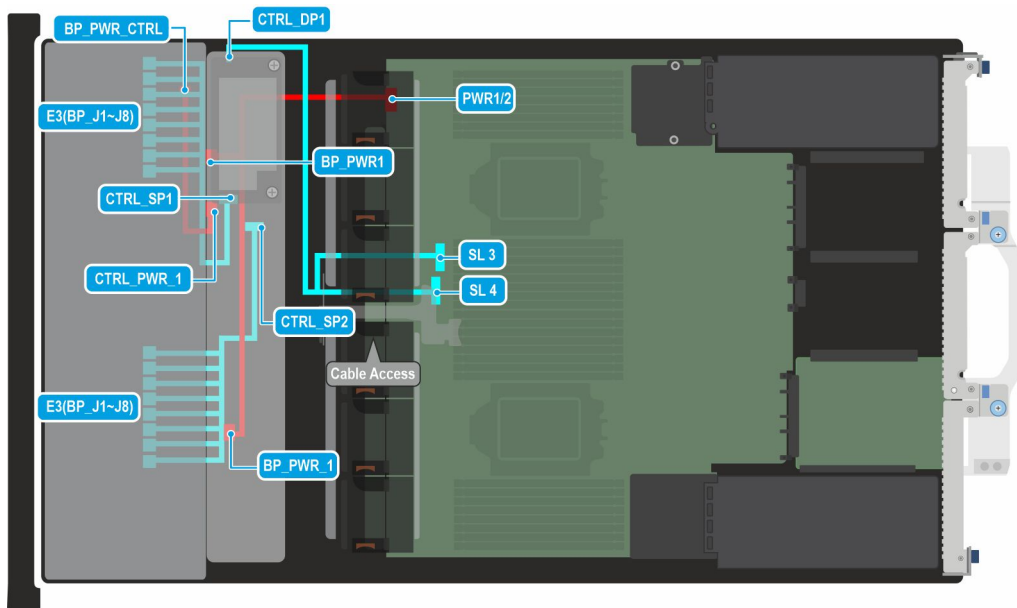 CTRL_DP1
BP_PWR_CTRL
PWR1/2
E3(BP_J1~J8)
BP_PWR1
CTRL_SP1
SL 3
CTRL_PWR_1
SL 4
CTRL_SP2
Cable Access
E3(BP_J1~J8)
BP_PWR_1